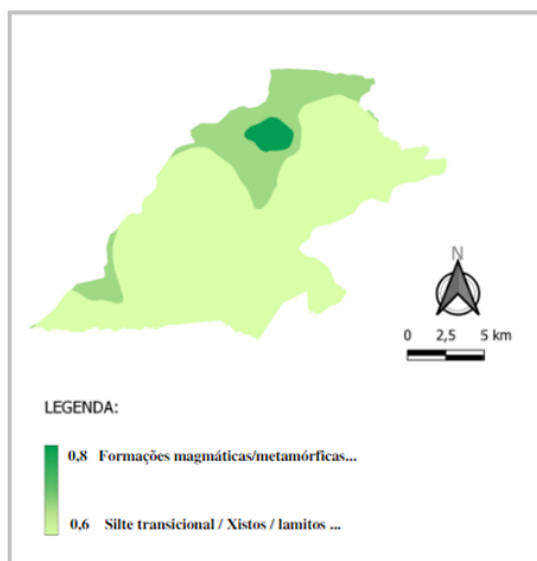 N
0 2,5 5 km
LEGENDA:
0,8 Formações magmáticas/metamórficas...
0,6 Silte transicional / Xistos / lamitos ...